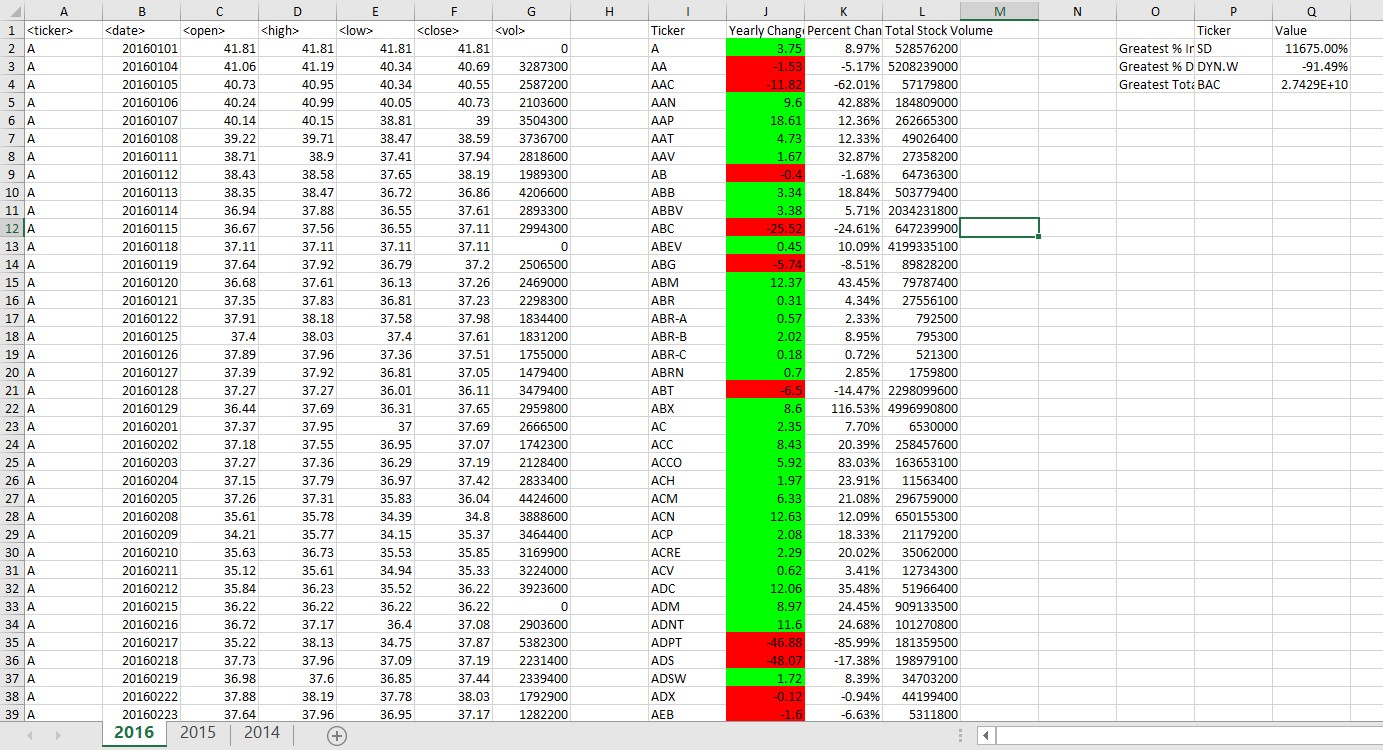 A B C D E F G H I J K L M N O P Q
1 <ticker> <date> <open> <high> <low> <close> <vol> Ticker Yearly Chang Percent Chan Total Stock Volume Ticker Value
2 A 20160101 41.81 41.81 41.81 41.81 0 A 3.75 8.97% 528576200 Greatest % In SD 11675.00%
3 A 20160104 41.06 41.19 40.34 40.69 3287300 AA -1.53 -5.17% 5208239000 Greatest % D DYN.W -91.49%
4 A 20160105 40.73 40.95 40.34 40.55 2587200 AAC -11.82 -62.01% 57179800 Greatest Tota BAC 2.7429E+10
5 A 20160106 40.24 40.99 40.05 40.73 2103600 AAN 9.6 42.88% 184809000
6 A 20160107 40.14 40.15 38.81 39 3504300 AAP 18.61 12.36% 262665300
7 A 20160108 39.22 39.71 38.47 38.59 3736700 AAT 4.73 12.33% 49026400
8 A 20160111 38.71 38.9 37.41 37.94 2818600 AAV 1.67 32.87% 27358200
9 A 20160112 38.43 38.58 37.65 38.19 1989300 AB -0.4 -1.68% 64736300
10 A 20160113 38.35 38.47 36.72 36.86 4206600 ABB 3.34 18.84% 503779400
11 A 20160114 36.94 37.88 36.55 37.61 2893300 ABBV 3.38 5.71% 2034231800
12 A 20160115 36.67 37.56 36.55 37.11 2994300 ABC -25.52 -24.61% 647239900
13 A 20160118 37.11 37.11 37.11 37.11 0 ABEV 0.45 10.09% 4199335100
14 A 20160119 37.64 37.92 36.79 37.2 2506500 ABG -5.74 -8.51% 89828200
15 A 20160120 36.68 37.61 36.13 37.26 2469000 ABM 12.37 43.45% 79787400
16 A 20160121 37.35 37.83 36.81 37.23 2298300 ABR 0.31 4.34% 27556100
17 A 20160122 37.91 38.18 37.58 37.98 1834400 ABR-A 0.57 2.33% 792500
18 A 20160125 37.4 38.03 37.4 37.61 1831200 ABR-B 2.02 8.95% 795300
19 A 20160126 37.89 37.96 37.36 37.51 1755000 ABR-C 0.18 0.72% 521300
20 A 20160127 37.39 37.92 36.81 37.05 1479400 ABRN 0.7 2.85% 1759800
21 A 20160128 37.27 37.27 36.01 36.11 3479400 ABT -6.5 -14.47% 2298099600
22 A 20160129 36.44 37.69 36.31 37.65 2959800 ABX 8.6 116.53% 4996990800
23 A 20160201 37.37 37.95 37 37.69 2666500 AC 2.35 7.70% 6530000
24 A 20160202 37.18 37.55 36.95 37.07 1742300 ACC 8.43 20.39% 258457600
25 A 20160203 37.27 37.36 36.29 37.19 2128400 ACCO 5.92 83.03% 163653100
26 A 20160204 37.15 37.79 36.97 37.42 2833400 ACH 1.97 23.91% 11563400
27 A 20160205 37.26 37.31 35.83 36.04 4424600 ACM 6.33 21.08% 296759000
28 A 20160208 35.61 35.78 34.39 34.8 3888600 ACN 12.63 12.09% 650155300
29 A 20160209 34.21 35.77 34.15 35.37 3464400 ACP 2.08 18.33% 21179200
30 A 20160210 35.63 36.73 35.53 35.85 3169900 ACRE 2.29 20.02% 35062000
31 A 20160211 35.12 35.61 34.94 35.33 3224000 ACV 0.62 3.41% 12734300
32 A 20160212 35.84 36.23 35.52 36.22 3923600 ADC 12.06 35.48% 51966400
33 A 20160215 36.22 36.22 36.22 36.22 0 ADM 8.97 24.45% 909133500
34 A 20160216 36.72 37.17 36.4 37.08 2903600 ADNT 11.6 24.68% 101270800
35 A 20160217 35.22 38.13 34.75 37.87 5382300 ADPT -46.88 -85.99% 181359500
36 A 20160218 37.73 37.96 37.09 37.19 2231400 ADS -48.07 -17.38% 198979100
37 A 20160219 36.98 37.6 36.85 37.44 2339400 ADSW 1.72 8.39% 34703200
38 A 20160222 37.88 38.19 37.78 38.03 1792900 ADX -0.12 -0.94% 44199400
39 A 20160223 37.64 37.96 36.95 37.17 1282200 AEB -1.6 -6.63% 5311800
2016 2015 2014